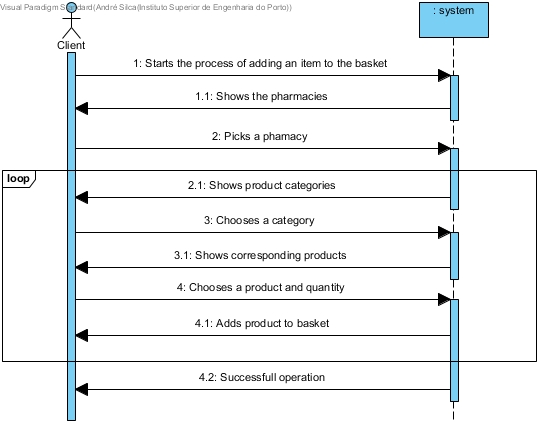 Visual Paradigm Standard(André Silca(Instituto Superior de Engenharia do Porto))
: system
Client
1: Starts the process of adding an item to the basket
1.1: Shows the pharmacies
2: Picks a phamacy
loop
2.1: Shows product categories
3: Chooses a category
3.1: Shows corresponding products
4: Chooses a product and quantity
4.1: Adds product to basket
4.2: Successfull operation